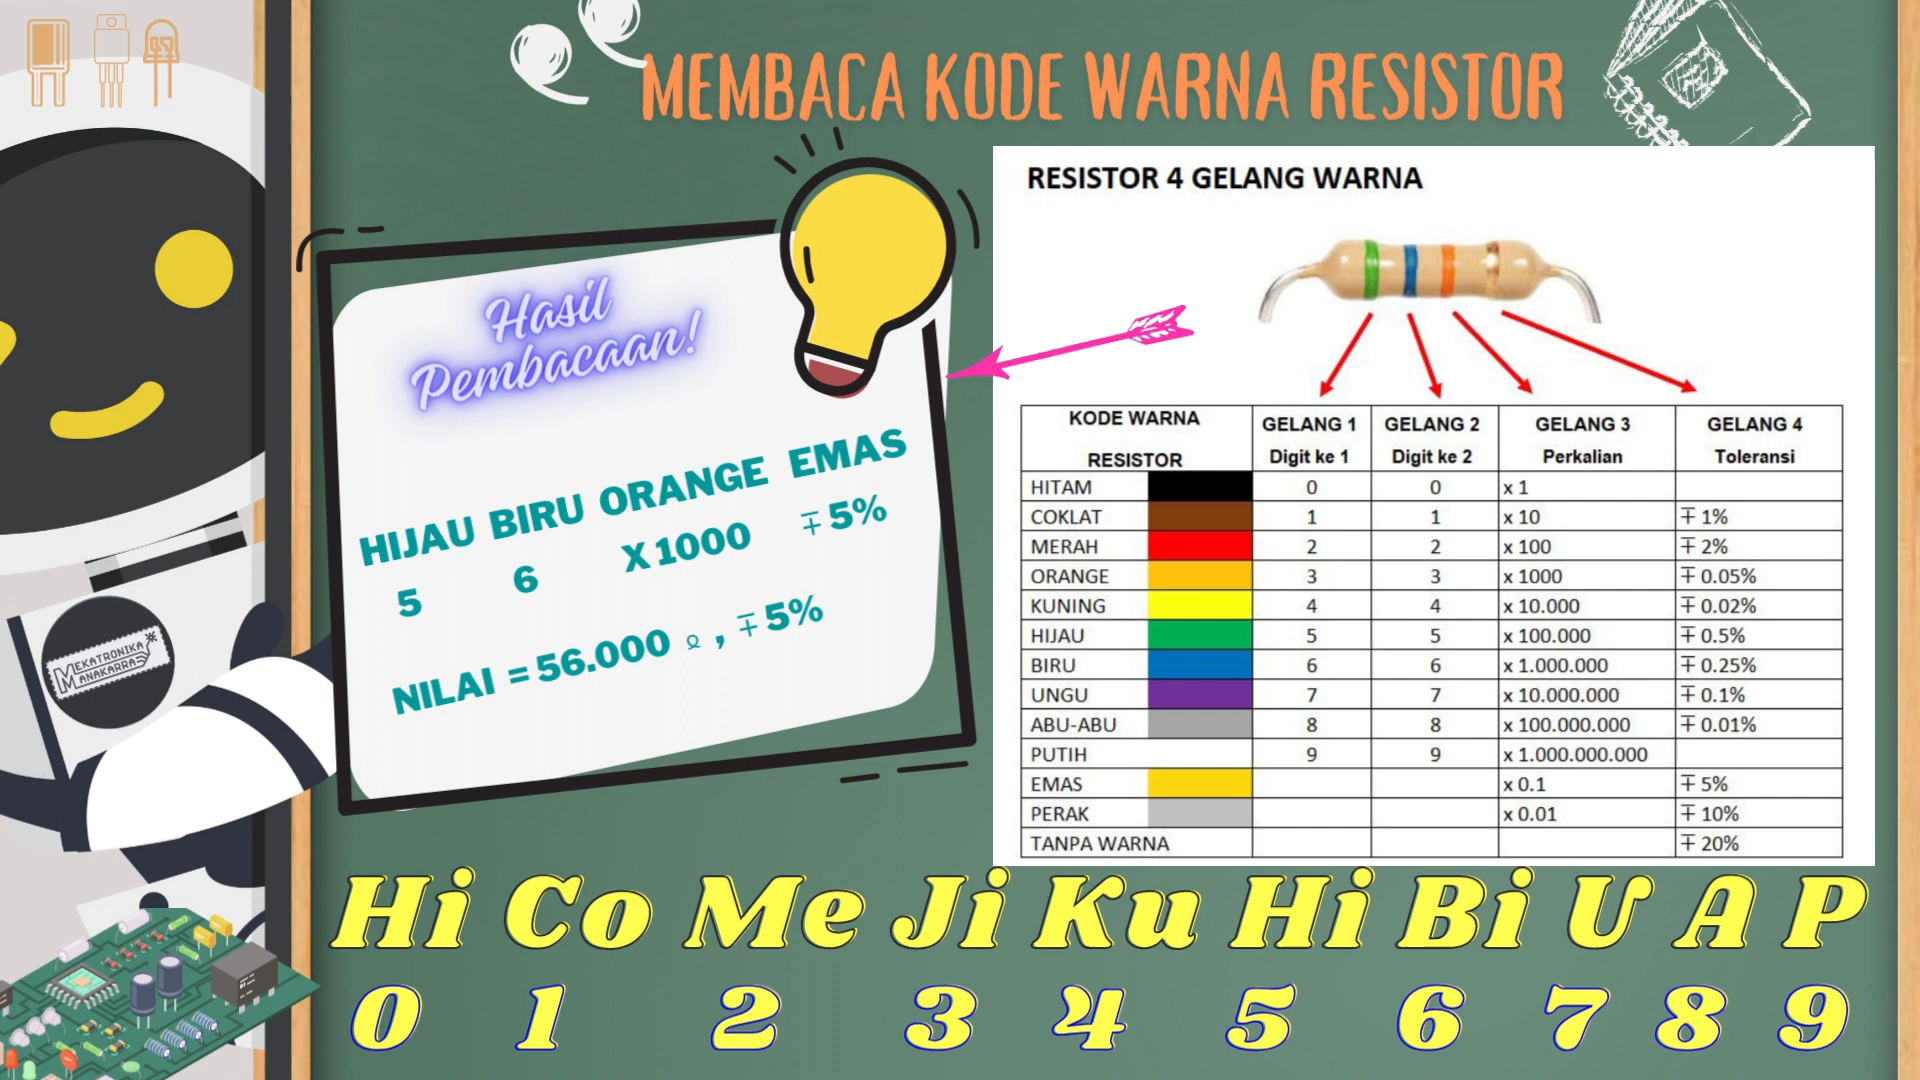 MEMBACA KODE WARNA RESISTOR
RESISTOR 4 GELANG WARNA
Hasil
Pembacaan!
HIJAU BIRU ORANGE EMAS
5 6 X 1000 ∓ 5%
NILAI = 56.000 Ω , ∓ 5%
MEKATRONIKA
MANAKARRA
KODE WARNA RESISTOR GELANG 1 Digit ke 1 GELANG 2 Digit ke 2 GELANG 3 Perkalian GELANG 4 Toleransi
HITAM 0 0 x 1
COKLAT 1 1 x 10 ∓ 1%
MERAH 2 2 x 100 ∓ 2%
ORANGE 3 3 x 1000 ∓ 0.05%
KUNING 4 4 x 10.000 ∓ 0.02%
HIJAU 5 5 x 100.000 ∓ 0.5%
BIRU 6 6 x 1.000.000 ∓ 0.25%
UNGU 7 7 x 10.000.000 ∓ 0.1%
ABU-ABU 8 8 x 100.000.000 ∓ 0.01%
PUTIH 9 9 x 1.000.000.000
EMAS x 0.1 ∓ 5%
PERAK x 0.01 ∓ 10%
TANPA WARNA ∓ 20%
Hi Co Me Ji Ku Hi Bi U A P
0 1 2 3 4 5 6 7 8 9